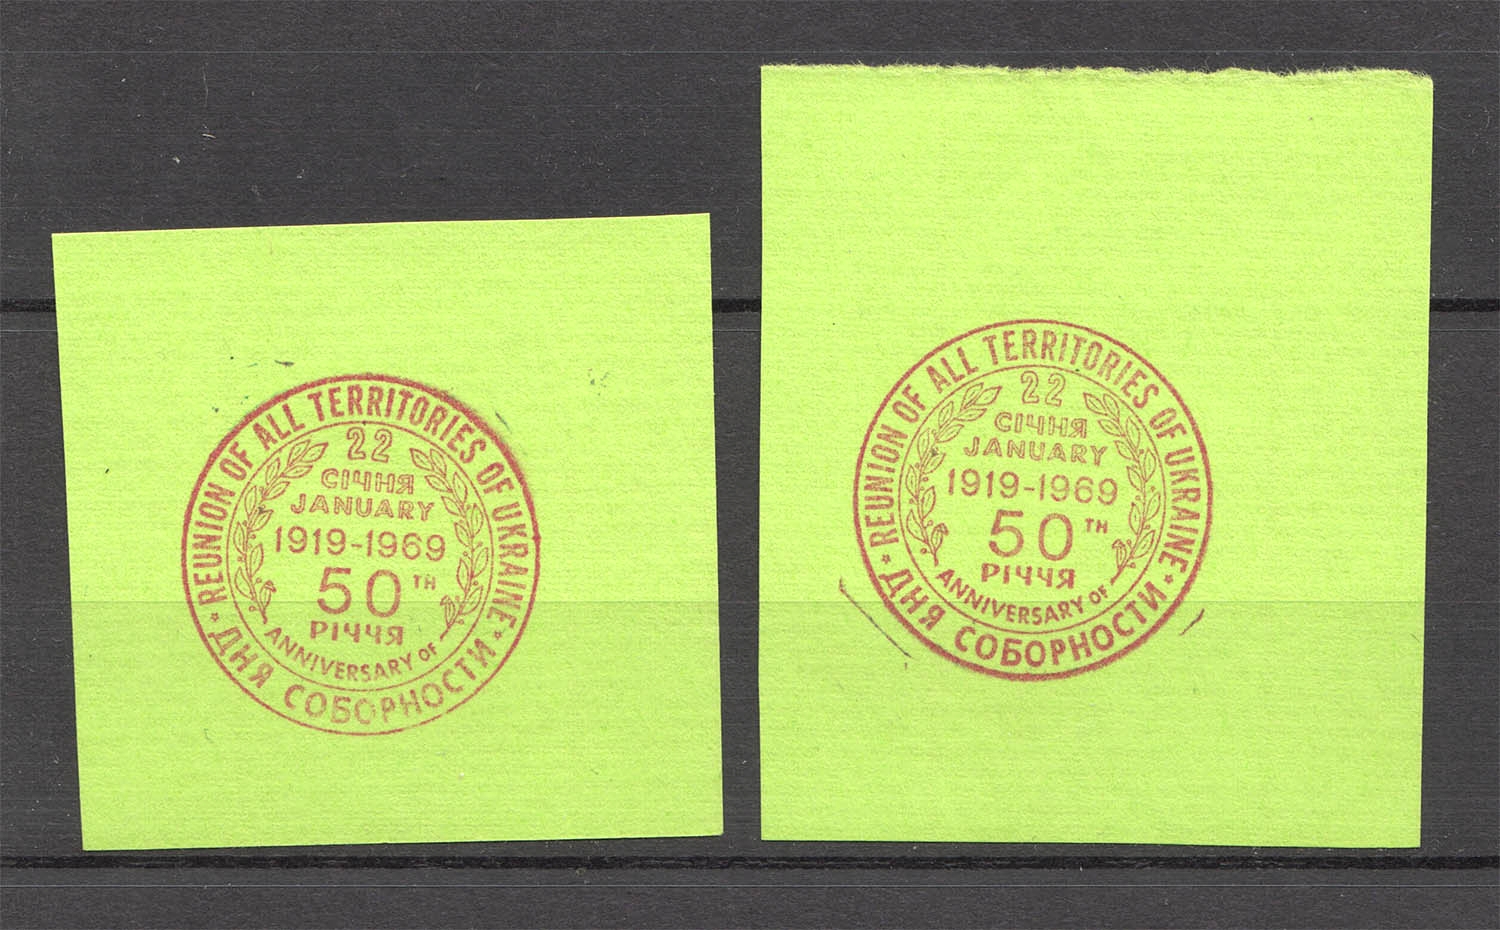 REUNION OF ALL TERRITORIES OF UKRAINE
22
СІЧНЯ
JANUARY
1919-1969
50TH
РІЧЧЯ
ANNIVERSARY OF
* ДНЯ СОБОРНОСТИ *
REUNION OF ALL TERRITORIES OF UKRAINE
22
СІЧНЯ
JANUARY
1919-1969
50TH
РІЧЧЯ
ANNIVERSARY OF
* ДНЯ СОБОРНОСТИ *